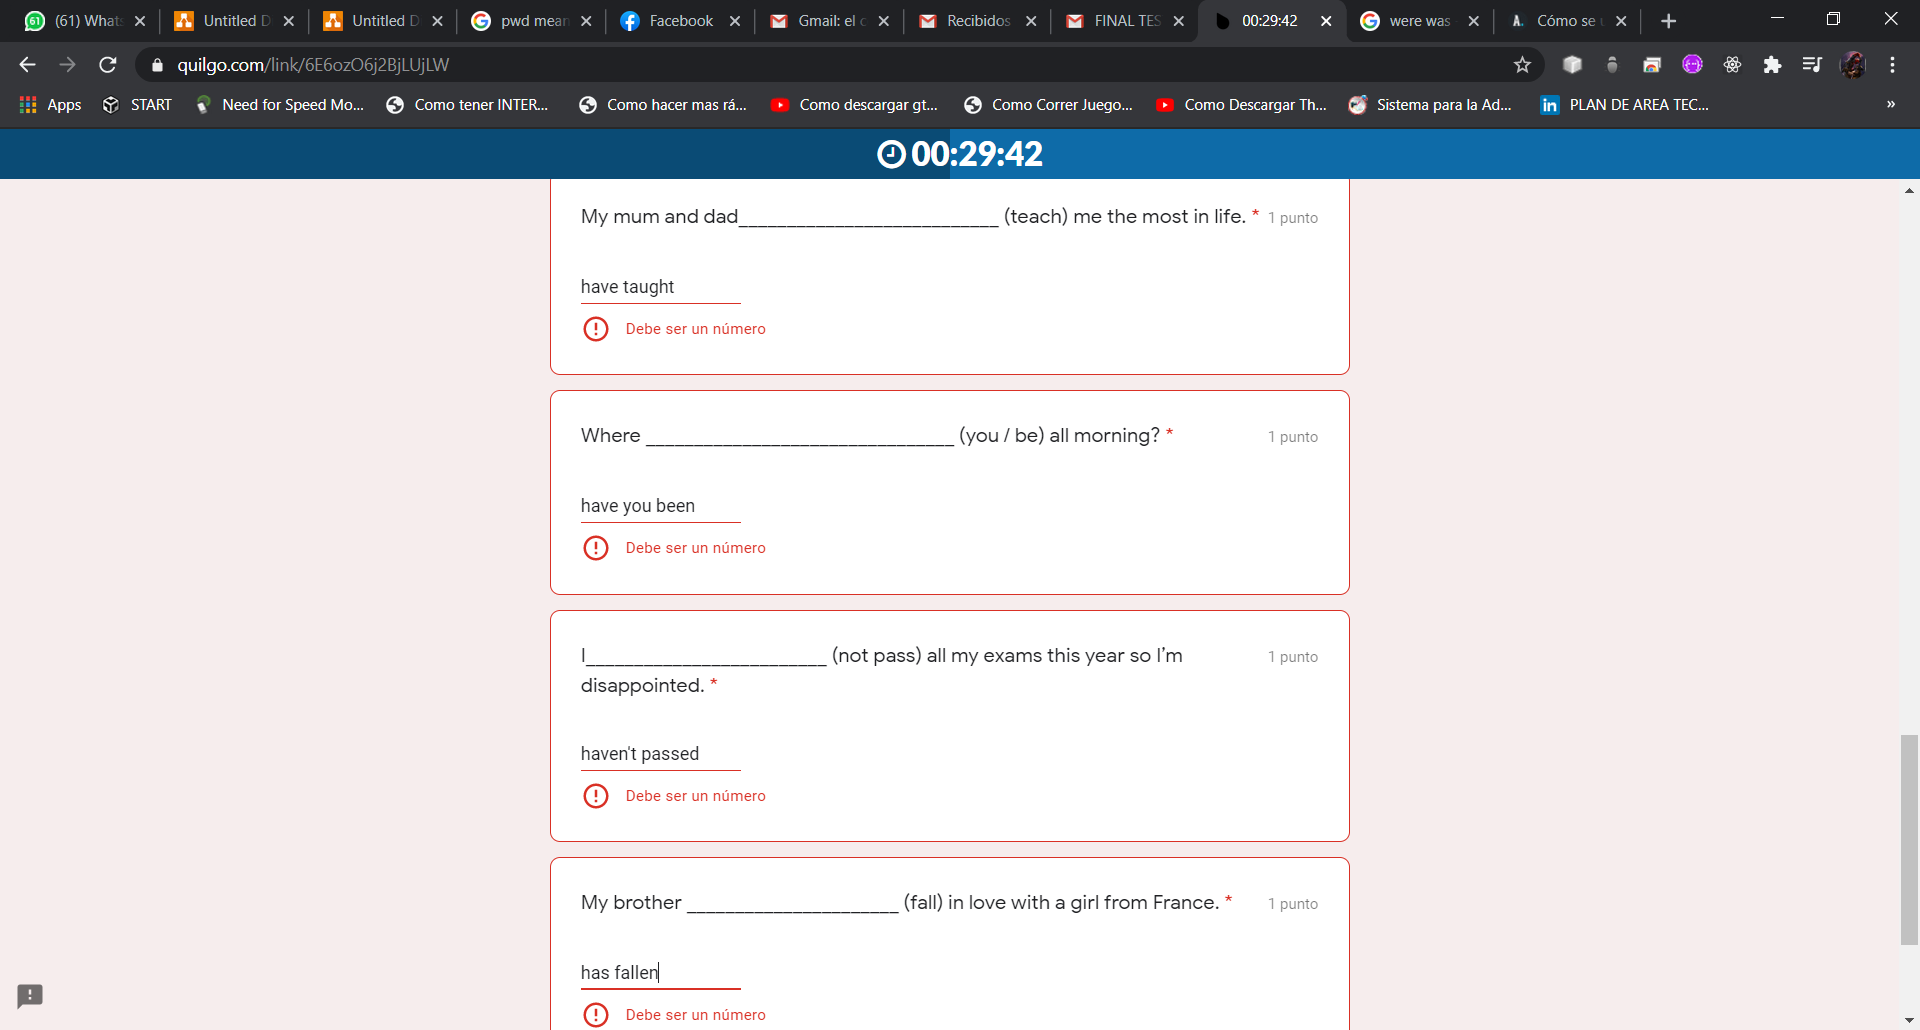 (61) Whats
Untitled D
Untitled D
pwd mean
Facebook
Gmail: el c
Recibidos
FINAL TES
00:29:42
were was
Cómo se u
quilgo.com/link/6E6ozO6j2BjLUjLW
Apps
START
Need for Speed Mo...
Como tener INTER...
Como hacer mas rá...
Como descargar gt...
Como Correr Juego...
Como Descargar Th...
Sistema para la Ad...
PLAN DE AREA TEC...
»
00:29:42
My mum and dad__________________________ (teach) me the most in life. * 1 punto
have taught
Debe ser un número
Where ______________________________ (you / be) all morning? * 1 punto
have you been
Debe ser un número
I________________________ (not pass) all my exams this year so I’m 1 punto
disappointed. *
haven't passed
Debe ser un número
My brother _____________________ (fall) in love with a girl from France. * 1 punto
has fallen
Debe ser un número